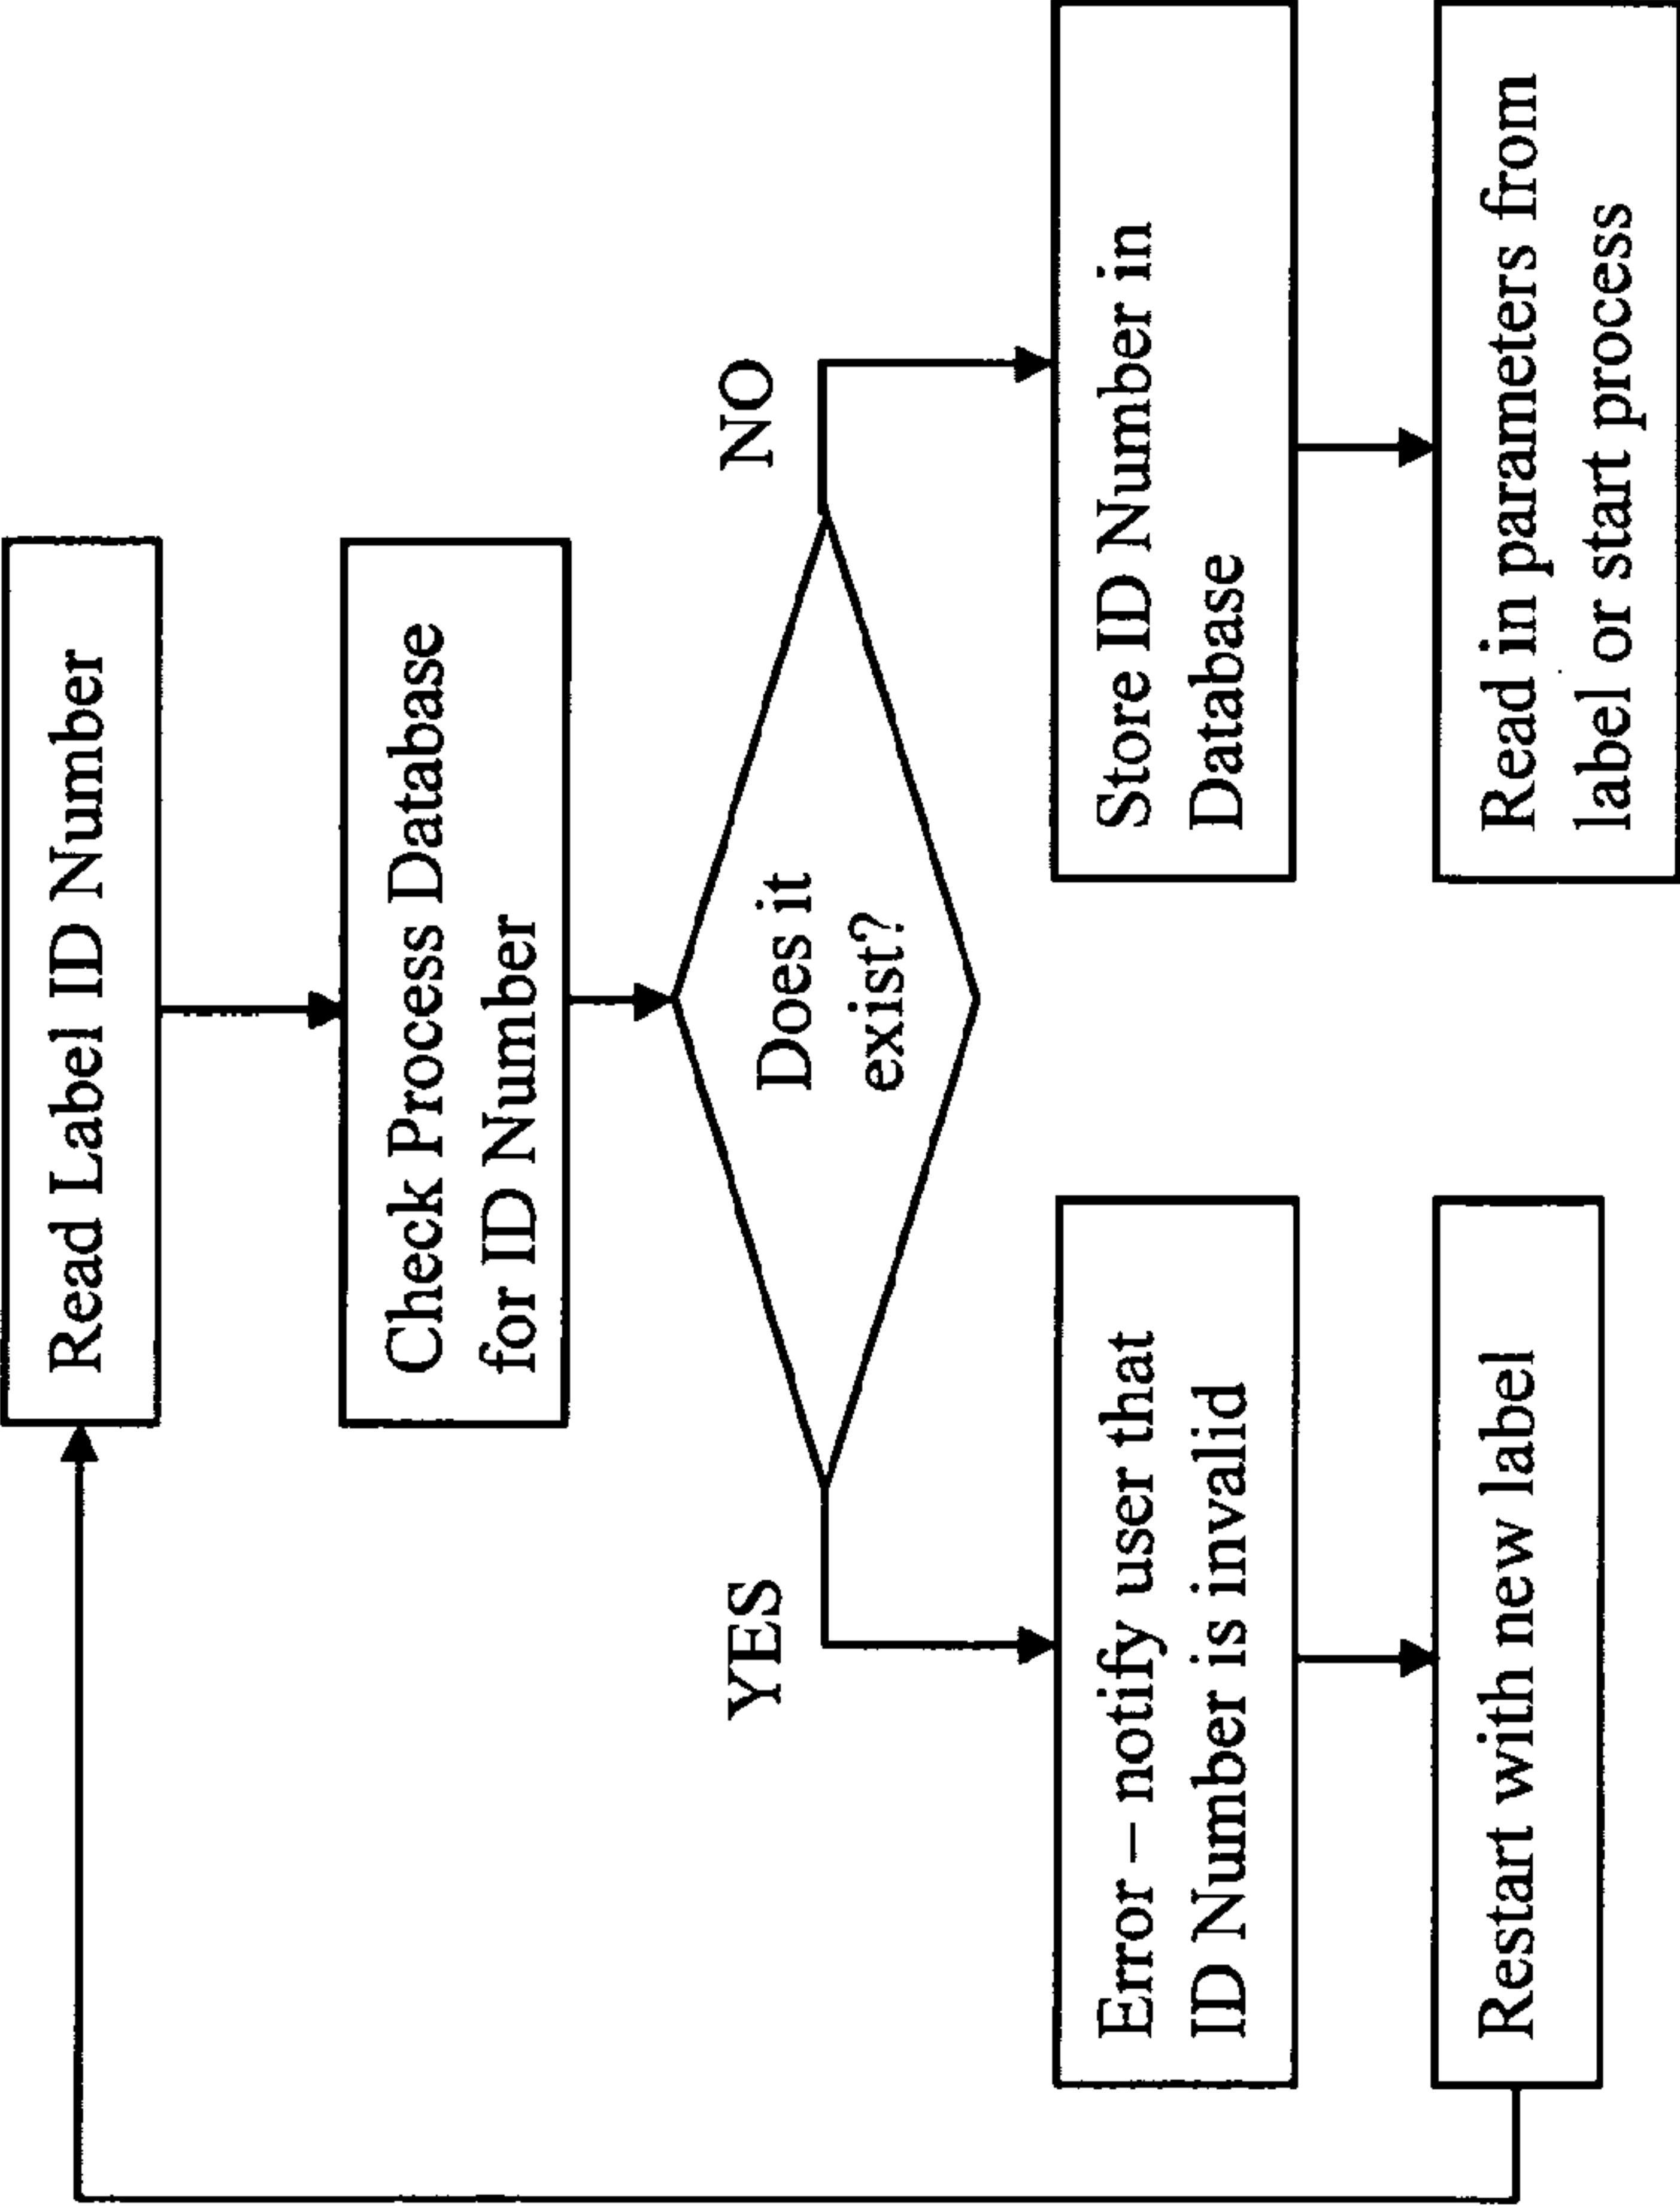 Read Label ID Number
Check Process Database
for ID Number
Does it
exist?
YES
NO
Error – notify user that
ID Number is invalid
Restart with new label
Store ID Number in
Database
Read in parameters from
label or start process